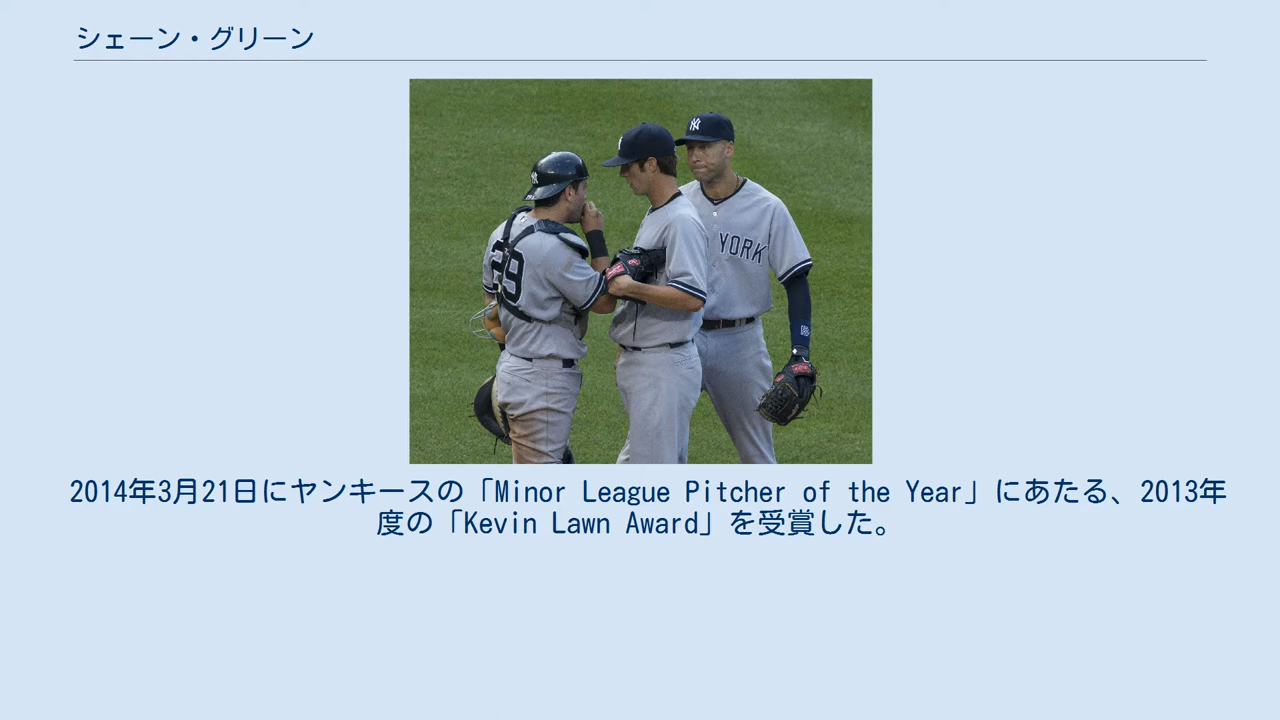 シェーン・グリーン
YORK
29
2014年3月21日にヤンキースの「Minor League Pitcher of the Year」にあたる、2013年
度の「Kevin Lawn Award」を受賞した。